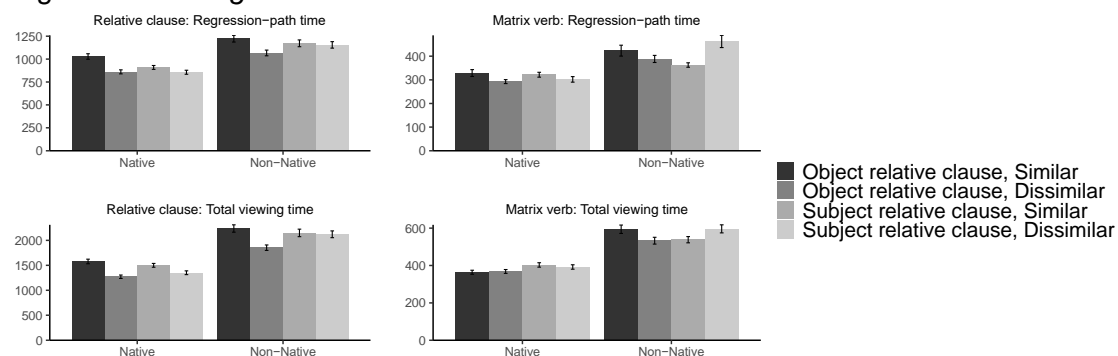 Relative clause: Regression−path time
1250
1000
750
500
250
0
Native
Non−Native
Matrix verb: Regression−path time
400
300
200
100
0
Native
Non−Native
Relative clause: Total viewing time
2000
1500
1000
500
0
Native
Non−Native
Matrix verb: Total viewing time
600
400
200
0
Native
Non−Native
Object relative clause, Similar
Object relative clause, Dissimilar
Subject relative clause, Similar
Subject relative clause, Dissimilar